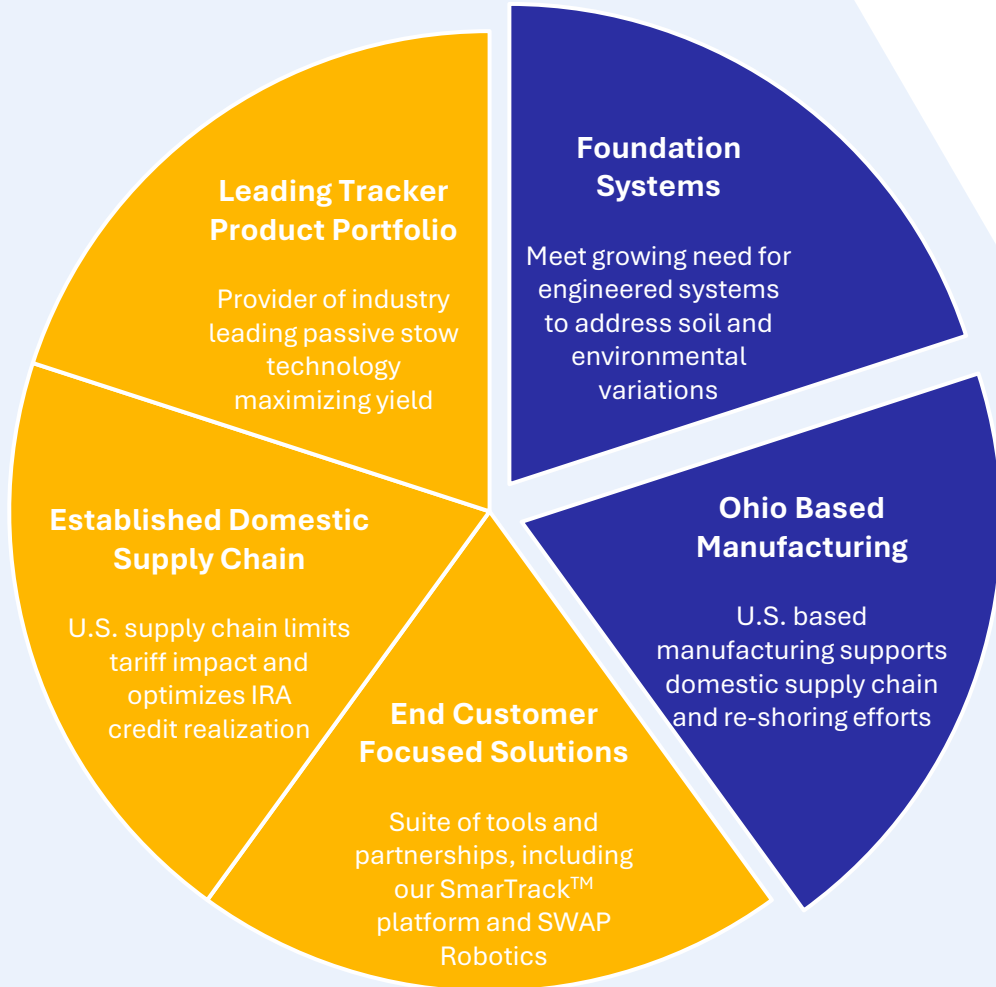 Foundation
Systems
Meet growing need for
engineered systems
to address soil and
environmental
variations
Ohio Based
Manufacturing
U.S. based
manufacturing supports
domestic supply chain
and re-shoring efforts
End Customer
Focused Solutions
Suite of tools and
partnerships, including
our SmarTrack™
platform and SWAP
Robotics
Established Domestic
Supply Chain
U.S. supply chain limits
tariff impact and
optimizes IRA
credit realization
Leading Tracker
Product Portfolio
Provider of industry
leading passive stow
technology
maximizing yield